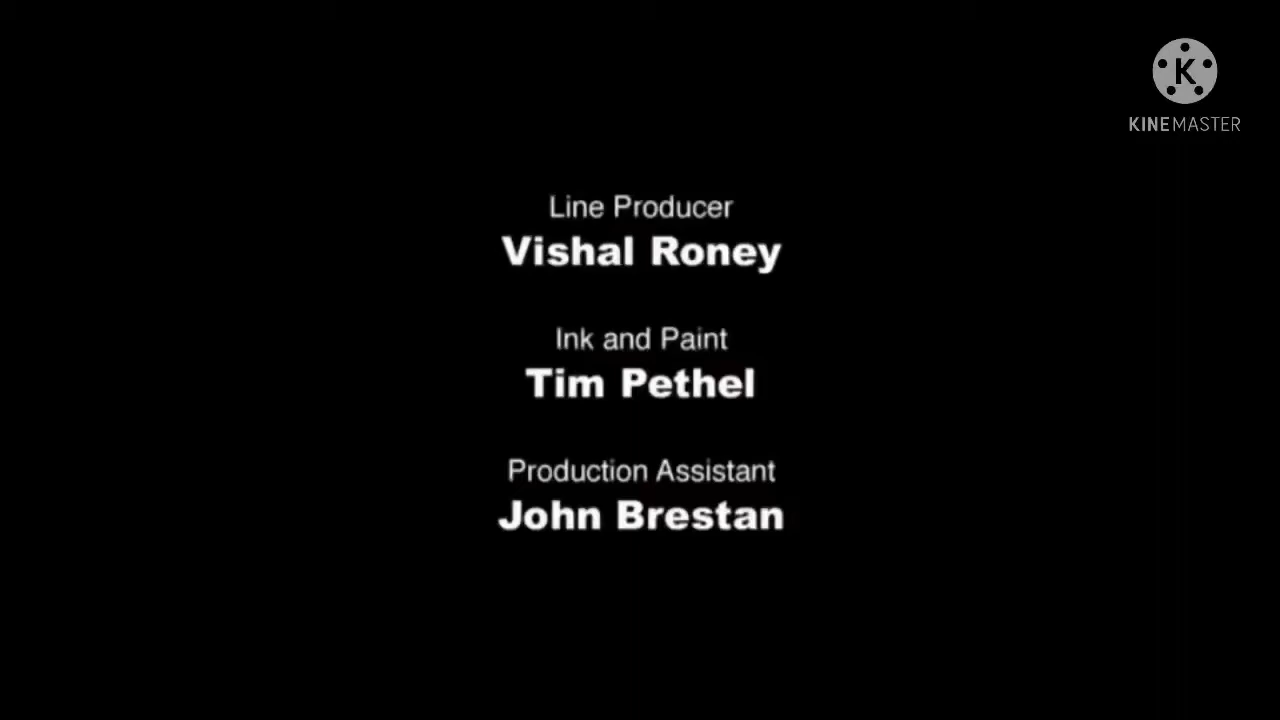 KINEMASTER
Line Producer
Vishal Roney
Ink and Paint
Tim Pethel
Production Assistant
John Brestan